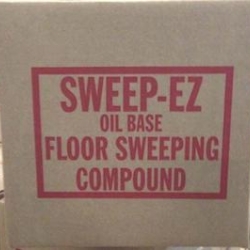 SWEEP-EZ
OIL BASE
FLOOR SWEEPING
COMPOUND